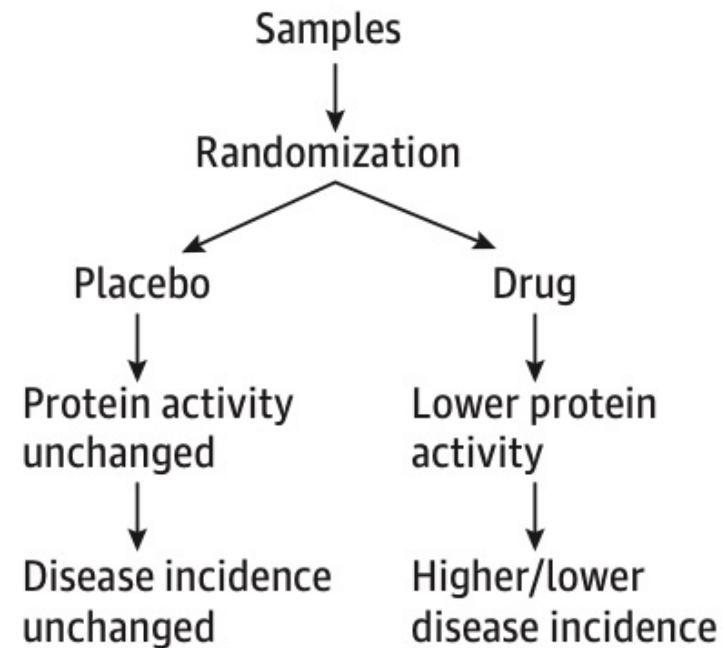 Samples
Randomization
Placebo
Drug
Protein activity
unchanged
Lower protein
activity
Disease incidence
unchanged
Higher/lower
disease incidence